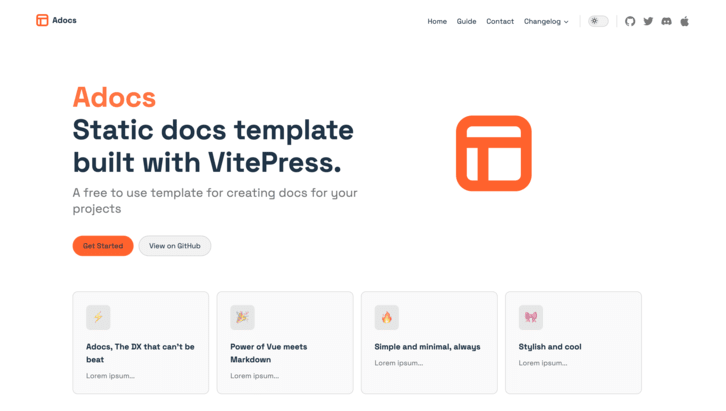 Adocs
Home
Guide
Contact
Changelog
Adocs
Static docs template
built with VitePress.
A free to use template for creating docs for your
projects
Get Started
View on GitHub
Adocs, The DX that can't be
beat
Lorem ipsum...
Power of Vue meets
Markdown
Lorem ipsum...
Simple and minimal, always
Lorem ipsum...
Stylish and cool
Lorem ipsum...